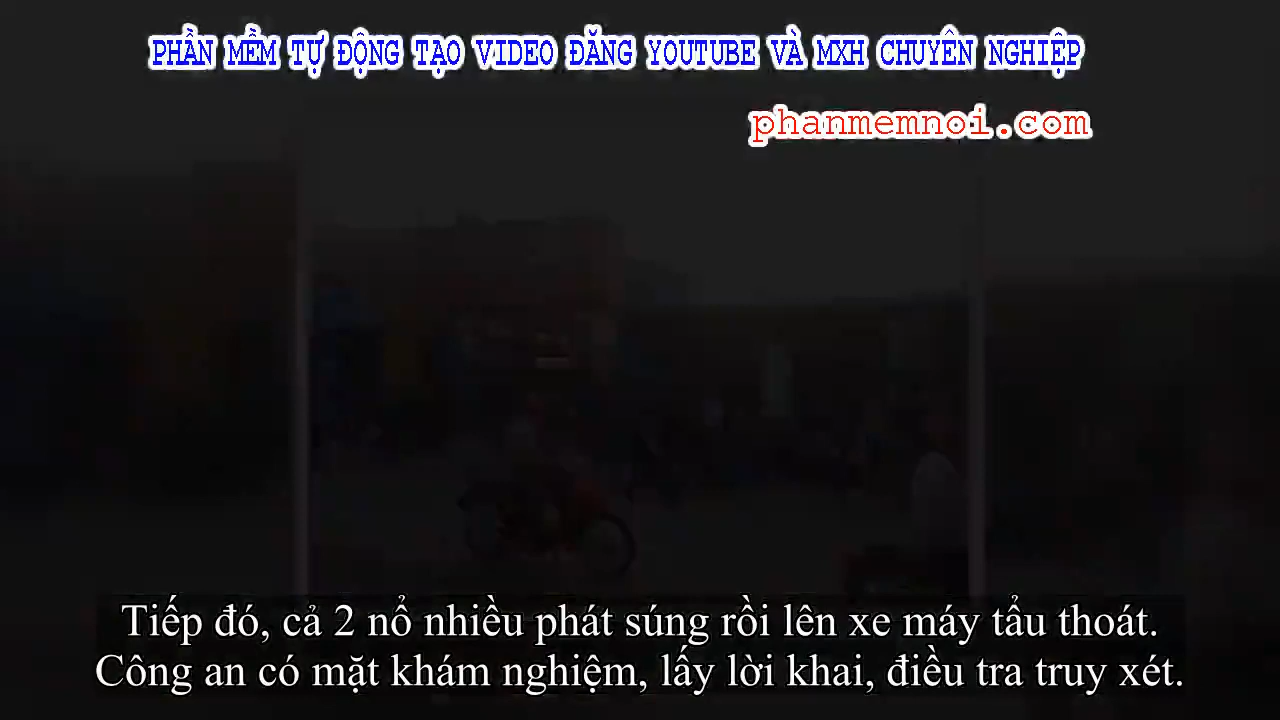 PHẦN MỀM TỰ ĐỘNG TẠO VIDEO ĐĂNG YOUTUBE VÀ MXH CHUYÊN NGHIỆP
phanmemnoi.com
Tiếp đó, cả 2 nổ nhiều phát súng rồi lên xe máy tẩu thoát.
Công an có mặt khám nghiệm, lấy lời khai, điều tra truy xét.